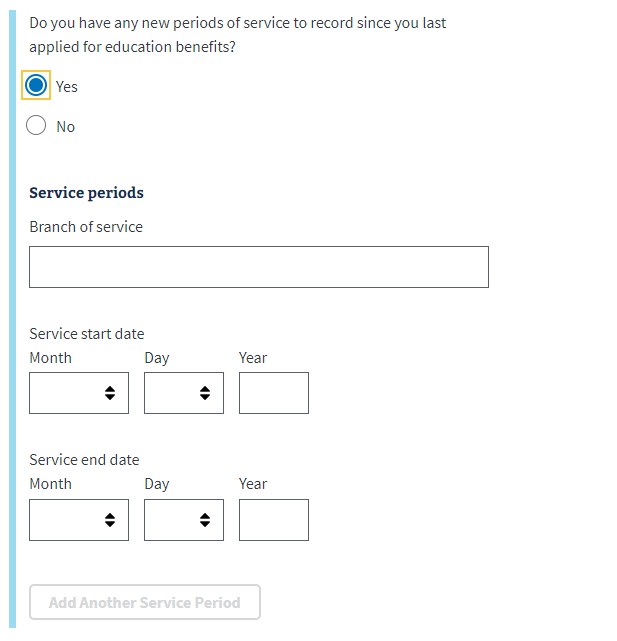 Do you have any new periods of service to record since you last
applied for education benefits?
Yes
No
Service periods
Branch of service
Service start date
Month Day Year
Service end date
Month Day Year
Add Another Service Period